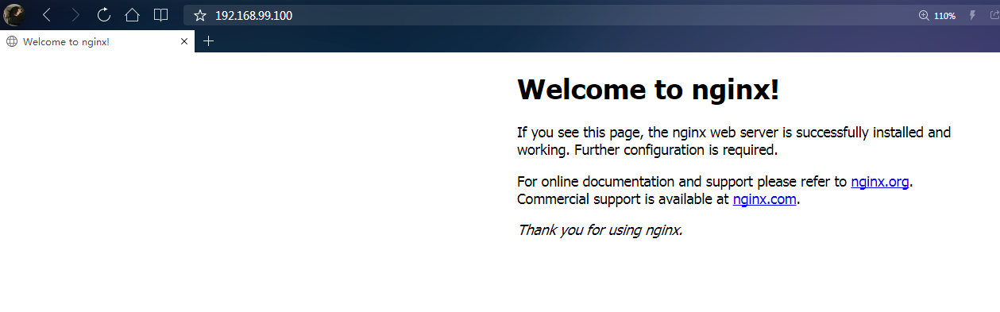 192.168.99.100
110%
Welcome to nginx!
Welcome to nginx!
If you see this page, the nginx web server is successfully installed and
working. Further configuration is required.
For online documentation and support please refer to nginx.org.
Commercial support is available at nginx.com.
Thank you for using nginx.